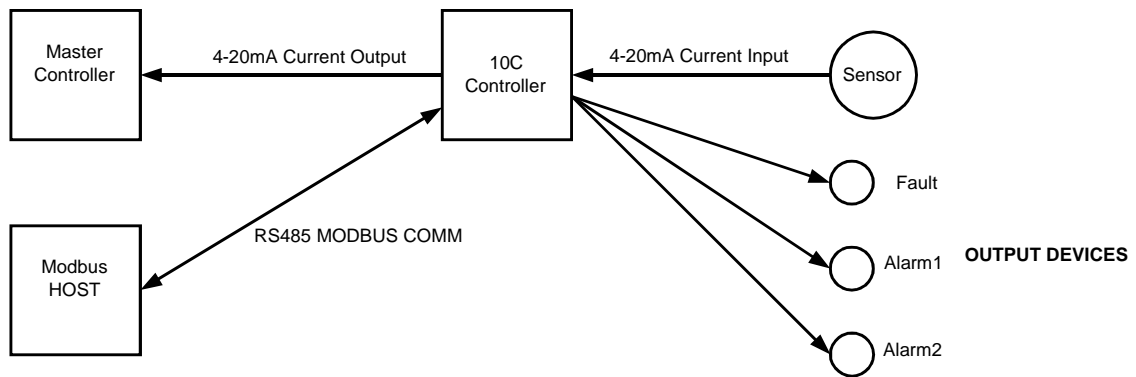 Master
Controller
4-20mA Current Output
10C
Controller
4-20mA Current Input
Sensor
Fault
RS485 MODBUS COMM
Modbus
HOST
Alarm1
OUTPUT DEVICES
Alarm2